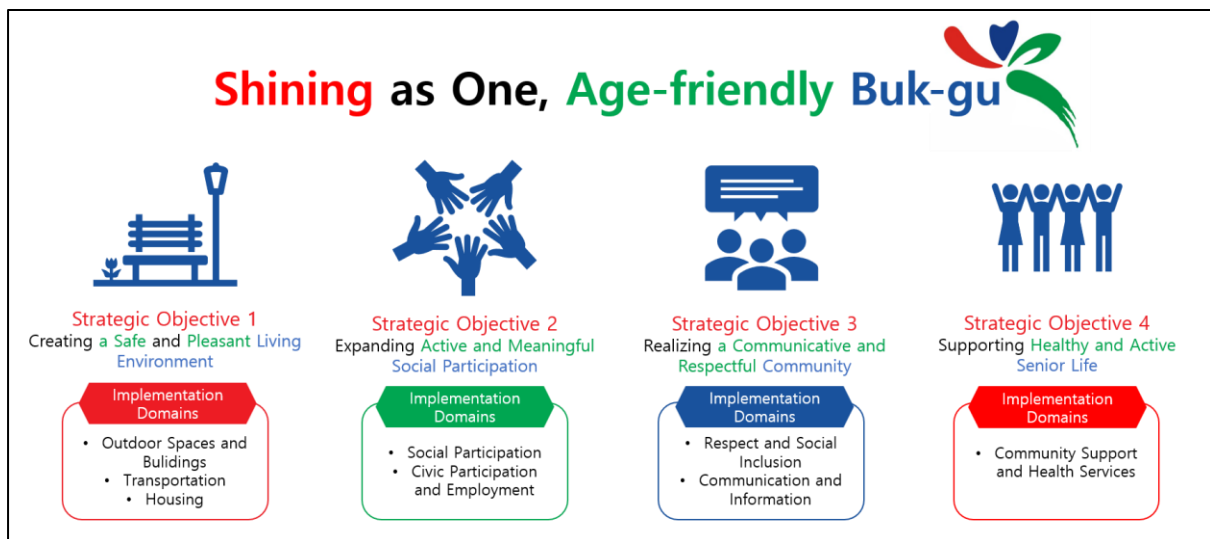 Shining as One, Age-friendly Buk-gu
Strategic Objective 1
Creating a Safe and Pleasant Living
Environment
Implementation
Domains
• Outdoor Spaces and
Bulidings
• Transportation
• Housing
Strategic Objective 2
Expanding Active and Meaningful
Social Participation
Implementation
Domains
• Social Participation
• Civic Participation
and Employment
Strategic Objective 3
Realizing a Communicative and
Respectful Community
Implementation
Domains
• Respect and Social
Inclusion
• Communication and
Information
Strategic Objective 4
Supporting Healthy and Active
Senior Life
Implementation
Domains
• Community Support
and Health Services